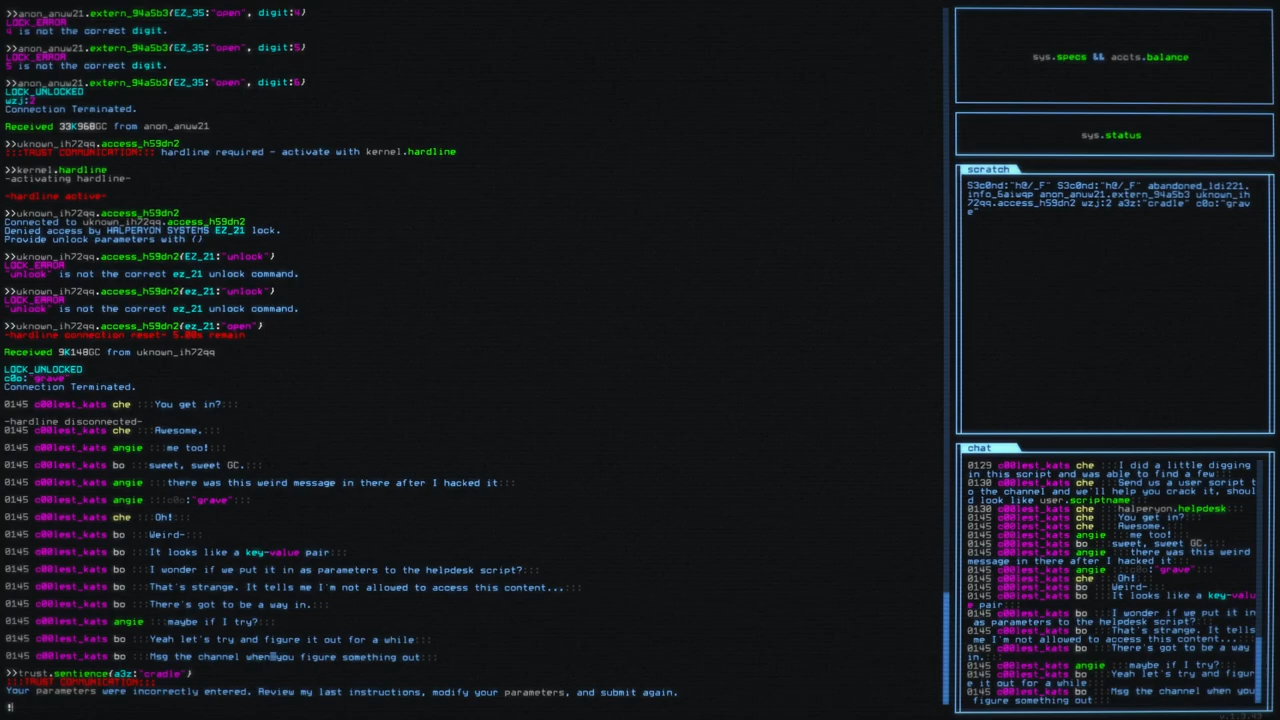 >>anon_anuw21.extern_94a5b3{EZ_35:"open", digit:4}
LOCK_ERROR
4 is not the correct digit.
>>anon_anuw21.extern_94a5b3{EZ_35:"open", digit:5}
LOCK_ERROR
5 is not the correct digit.
>>anon_anuw21.extern_94a5b3{EZ_35:"open", digit:6}
LOCK_UNLOCKED
wzj:2
Connection Terminated.
Received 33K968GC from anon_anuw21
>>uknown_ih72qq.access_h59dn2
:::TRUST COMMUNICATION::: hardline required - activate with kernel.hardline
>>kernel.hardline
-activating hardline-
-hardline active-
>>uknown_ih72qq.access_h59dn2
Connected to uknown_ih72qq.access_h59dn2
Denied access by HALPERYON SYSTEMS EZ_21 lock.
Provide unlock parameters with {}
>>uknown_ih72qq.access_h59dn2{EZ_21:"unlock"}
LOCK_ERROR
"unlock" is not the correct ez_21 unlock command.
>>uknown_ih72qq.access_h59dn2{ez_21:"unlock"}
LOCK_ERROR
"unlock" is not the correct ez_21 unlock command.
>>uknown_ih72qq.access_h59dn2{ez_21:"open"}
-hardline connection reset- 5.00s remain
Received 9K148GC from uknown_ih72qq
LOCK_UNLOCKED
c0o:"grave"
Connection Terminated.
0145 c00lest_kats che :::You get in?:::
-hardline disconnected-
0145 c00lest_kats che :::Awesome.:::
0145 c00lest_kats angie :::me too!:::
0145 c00lest_kats bo :::sweet, sweet GC.:::
0145 c00lest_kats angie :::there was this weird message in there after I hacked it:::
0145 c00lest_kats angie :::c0o:"grave":::
0145 c00lest_kats che :::Oh!:::
0145 c00lest_kats bo :::Weird-:::
0145 c00lest_kats bo :::It looks like a key-value pair:::
0145 c00lest_kats bo :::I wonder if we put it in as parameters to the helpdesk script?:::
0145 c00lest_kats bo :::That's strange. It tells me I'm not allowed to access this content...:::
0145 c00lest_kats bo :::There's got to be a way in.:::
0145 c00lest_kats angie :::maybe if I try?:::
0145 c00lest_kats bo :::Yeah let's try and figure it out for a while:::
0145 c00lest_kats bo :::Msg the channel when you figure something out:::
>>trust.sentience{a3z:"cradle"}
:::TRUST COMMUNICATION:::
Your parameters were incorrectly entered. Review my last instructions, modify your parameters, and submit again.
sys.specs && accts.balance
sys.status
scratch
S3c0nd:"h@/_F" S3c0nd:"h@/_F" abandoned_ldi221.
info_6aiwqp anon_anuw21.extern_94a5b3 uknown_ih
72qq.access_h59dn2 wzj:2 a3z:"cradle" c0o:"grav
e"
chat
0129 c00lest_kats che :::I did a little digging
in this script and was able to find a few:::
0130 c00lest_kats che :::Send us a user script t
o the channel and we'll help you crack it, shoul
d look like user.scriptname:::
0130 c00lest_kats che :::halperyon.helpdesk
0145 c00lest_kats che :::You get in?:::
0145 c00lest_kats che :::Awesome.:::
0145 c00lest_kats angie :::me too!:::
0145 c00lest_kats bo :::sweet, sweet GC.:::
0145 c00lest_kats angie :::there was this weird
message in there after I hacked it:::
0145 c00lest_kats angie :::c0o:"grave":::
0145 c00lest_kats che :::Oh!:::
0145 c00lest_kats bo :::Weird-:::
0145 c00lest_kats bo :::It looks like a key-valu
e pair:::
0145 c00lest_kats bo :::I wonder if we put it in
as parameters to the helpdesk script?:::
0145 c00lest_kats bo :::That's strange. It tells
me I'm not allowed to access this content...:::
0145 c00lest_kats bo :::There's got to be a way
in.:::
0145 c00lest_kats angie :::maybe if I try?:::
0145 c00lest_kats bo :::Yeah let's try and figur
e it out for a while:::
0145 c00lest_kats bo :::Msg the channel when you
figure something out:::